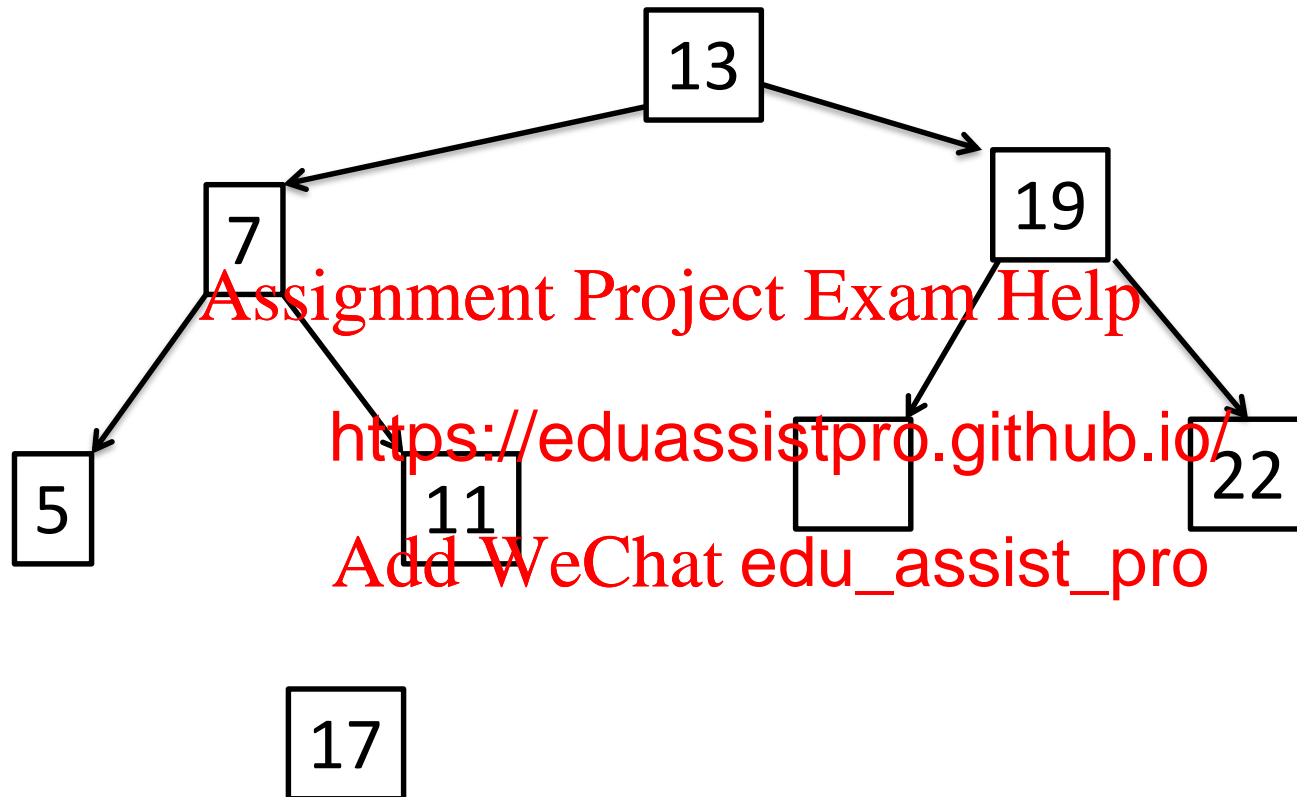 13
19
7
Assignment Project Exam Help
https://eduassistpro.github.io/
22
5
11
Add WeChat edu_assist_pro
17